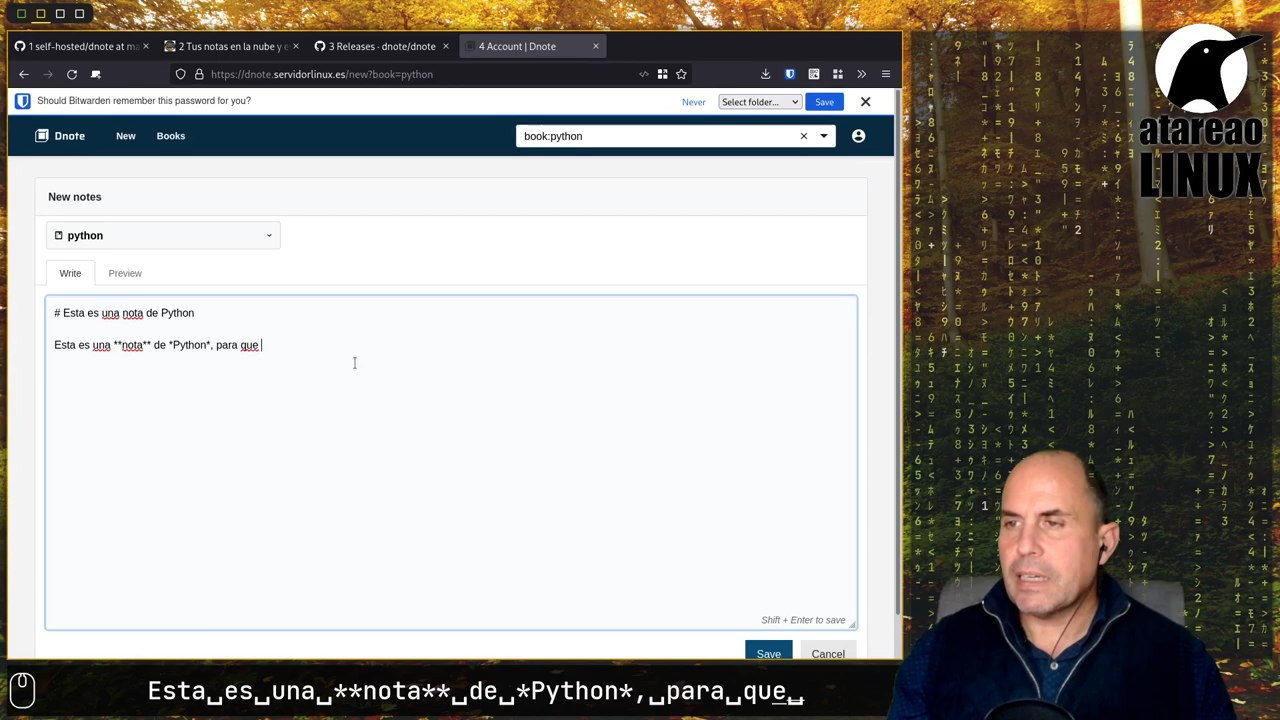 1 self-hosted/dnote at ma
2 Tus notas en la nube y e
3 Releases · dnote/dnote
4 Account | Dnote
https://dnote.servidorlinux.es/new?book=python
Should Bitwarden remember this password for you?
Never
Select folder...
Save
Dnote
New
Books
book:python
New notes
python
Write
Preview
# Esta es una nota de Python
Esta es una **nota** de *Python*, para que
Shift + Enter to save
Save
Cancel
atareao
LINUX
Esta␣es␣una␣**nota**␣de␣*Python*,␣para␣que␣